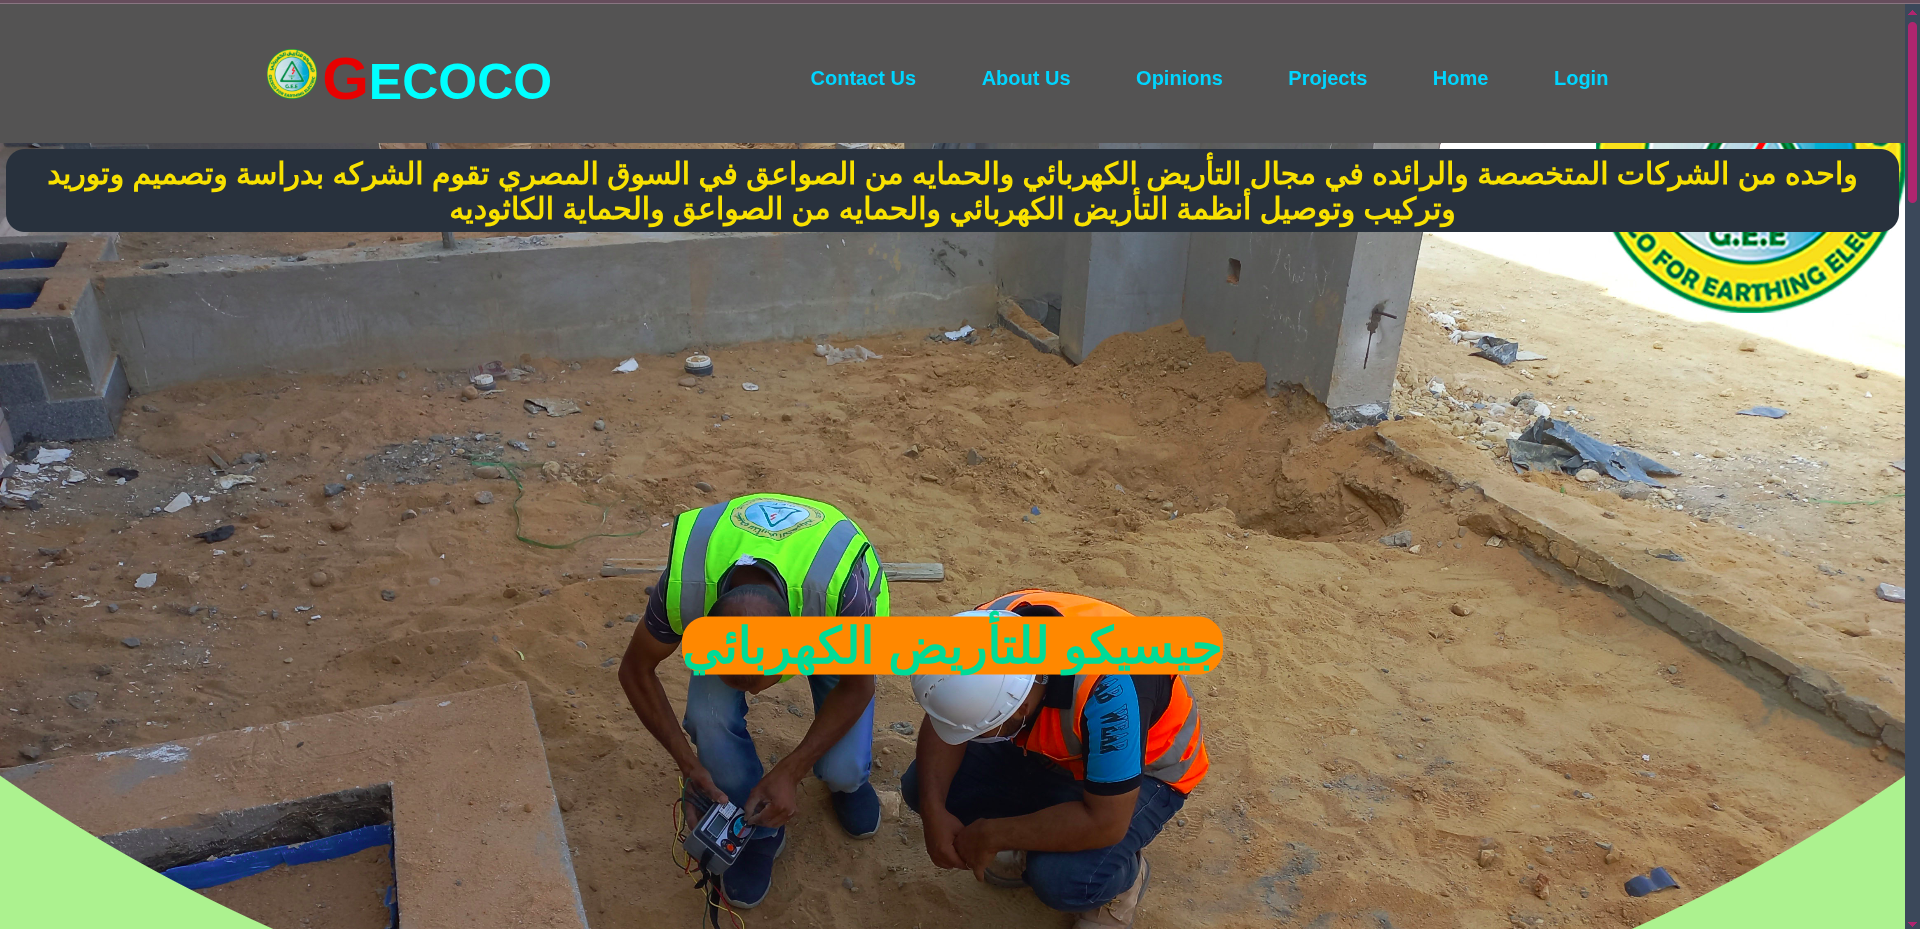 GECOCO
Contact Us
About Us
Opinions
Projects
Home
Login
واحده من الشركات المتخصصة والرائده في مجال التأريض الكهربائي والحمايه من الصواعق في السوق المصري تقوم الشركه بدراسة وتصميم وتوريد
وتركيب وتوصيل أنظمة التأريض الكهربائي والحمايه من الصواعق والحماية الكاثوديه
G.E.E
FOR EARTHING
جيسيكو للتأريض الكهربائي